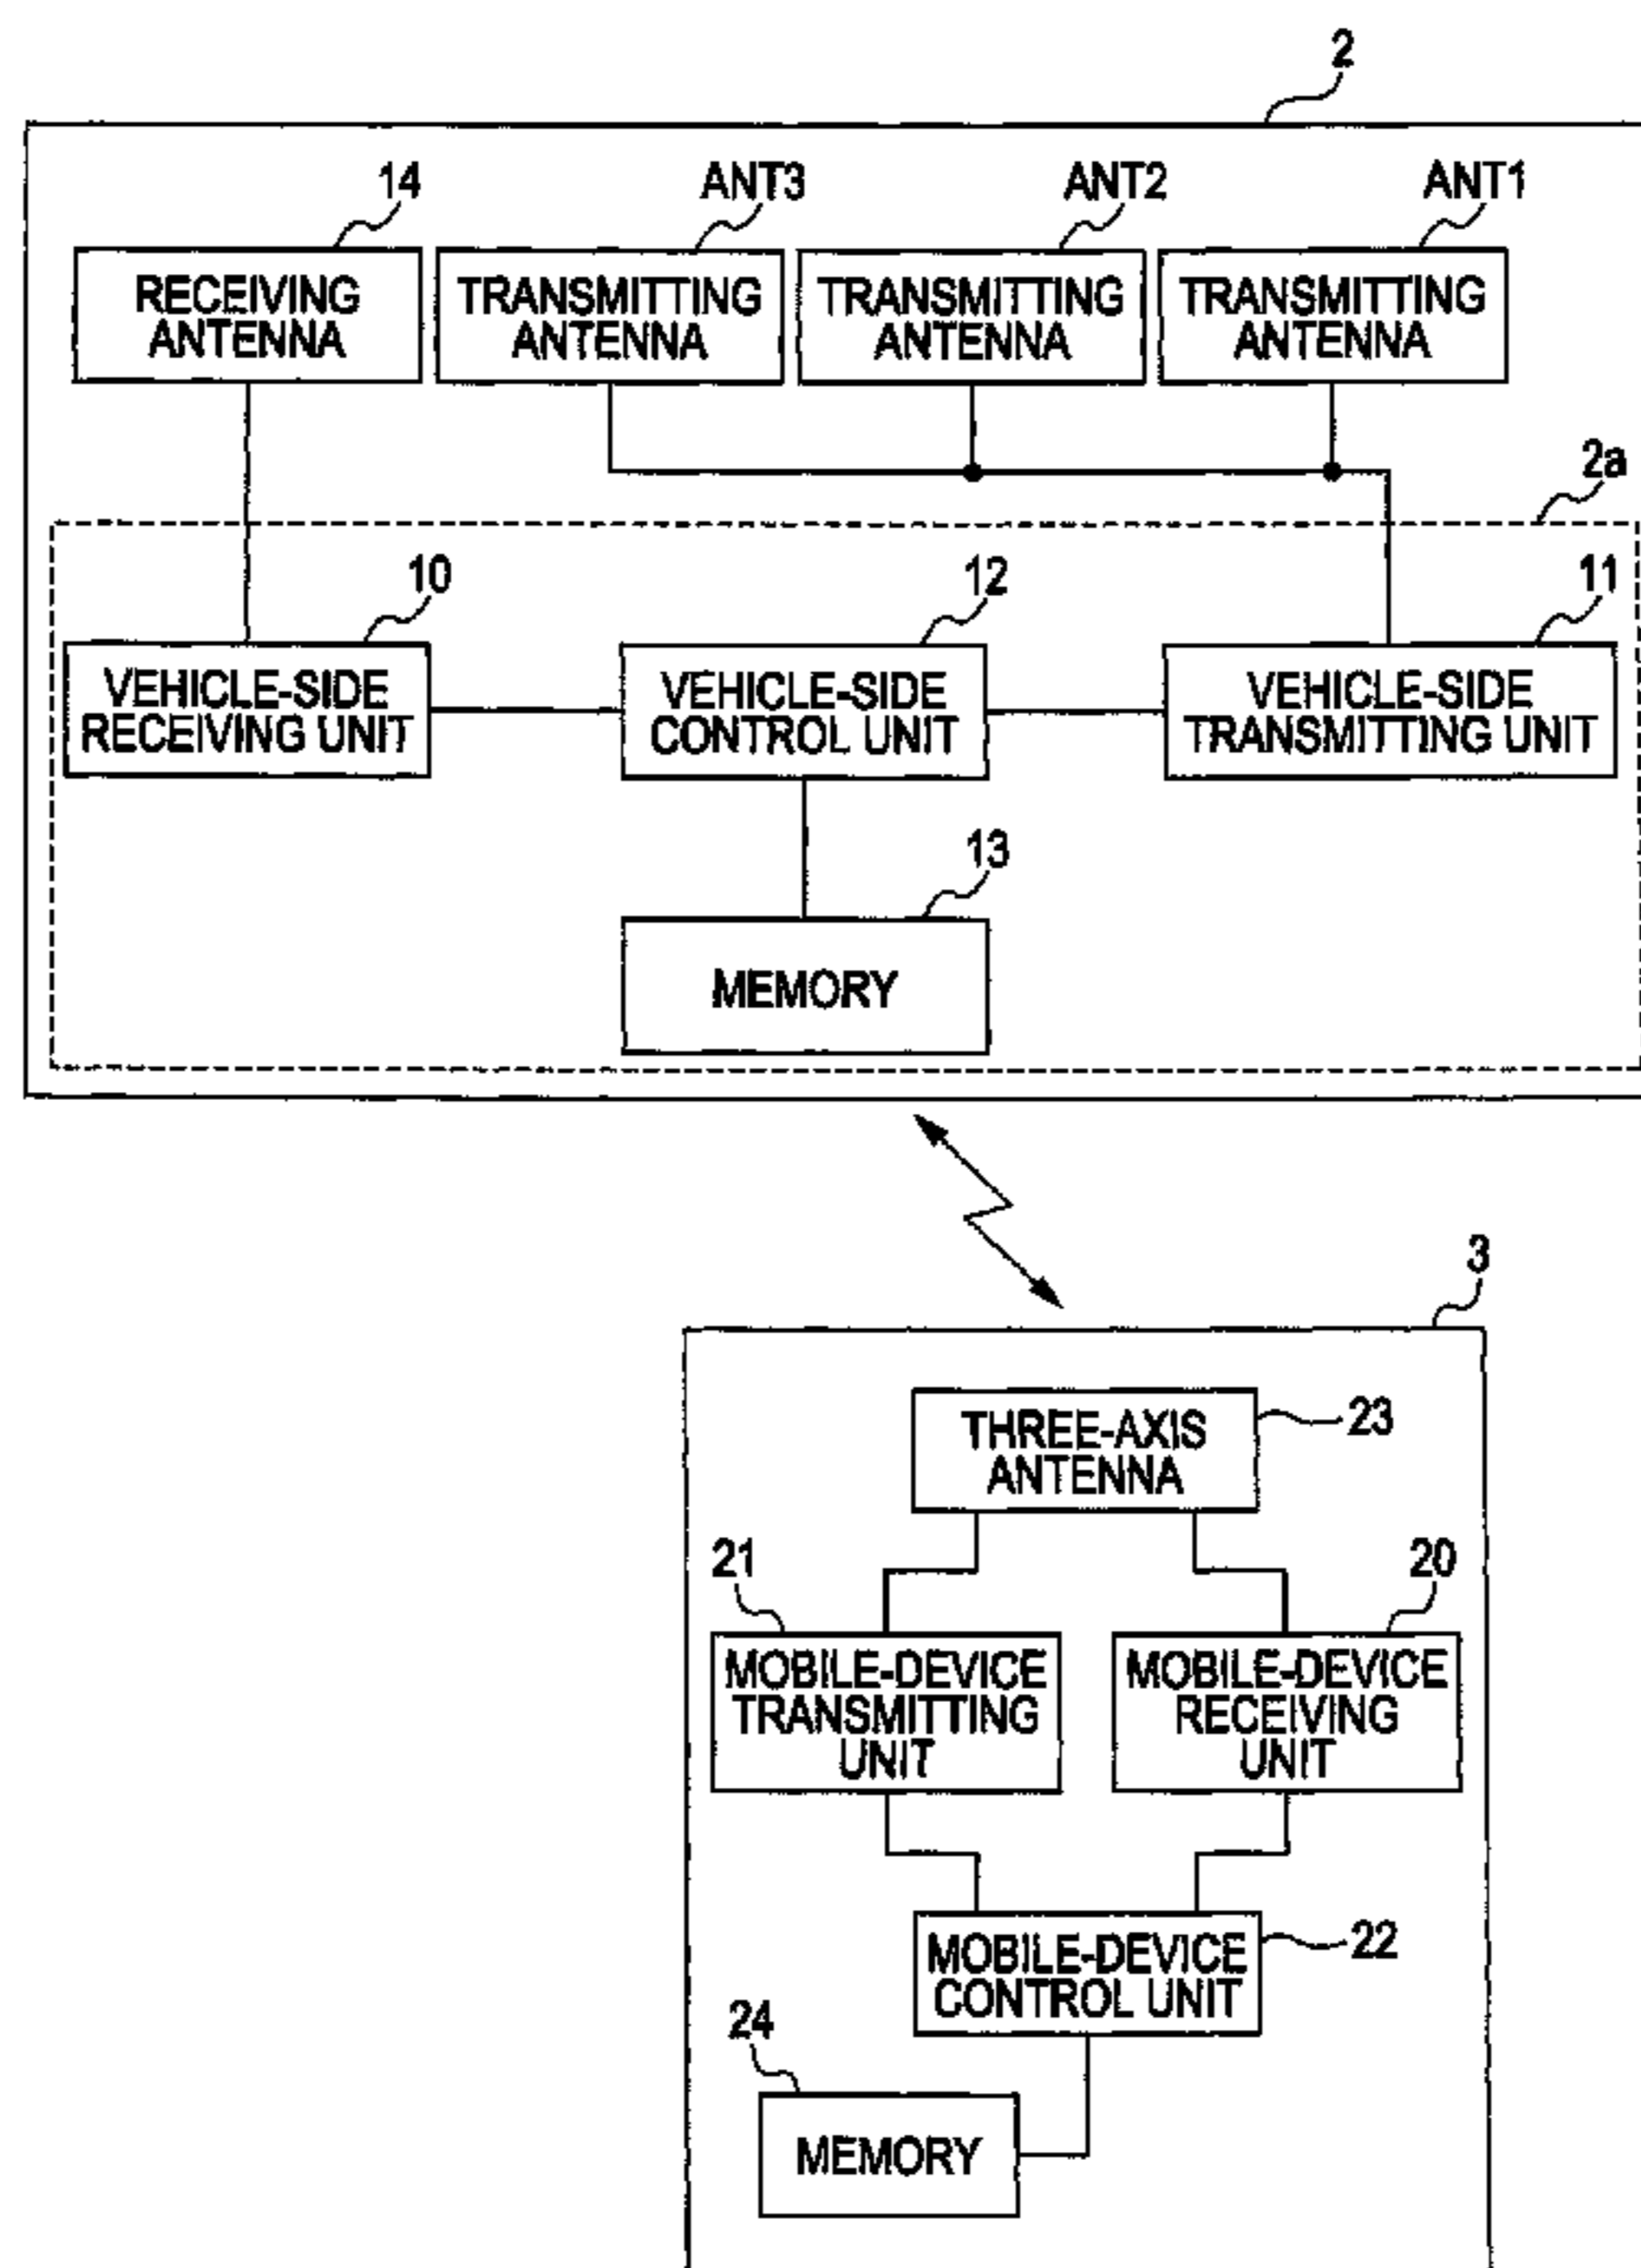 2
14
ANT3
ANT2
ANT1
RECEIVING
ANTENNA
TRANSMITTING
ANTENNA
TRANSMITTING
ANTENNA
TRANSMITTING
ANTENNA
2a
10
12
11
VEHICLE-SIDE
RECEIVING UNIT
VEHICLE-SIDE
CONTROL UNIT
VEHICLE-SIDE
TRANSMITTING UNIT
13
MEMORY
3
THREE-AXIS
ANTENNA
23
21
20
MOBILE-DEVICE
TRANSMITTING
UNIT
MOBILE-DEVICE
RECEIVING
UNIT
MOBILE-DEVICE
CONTROL UNIT
22
24
MEMORY